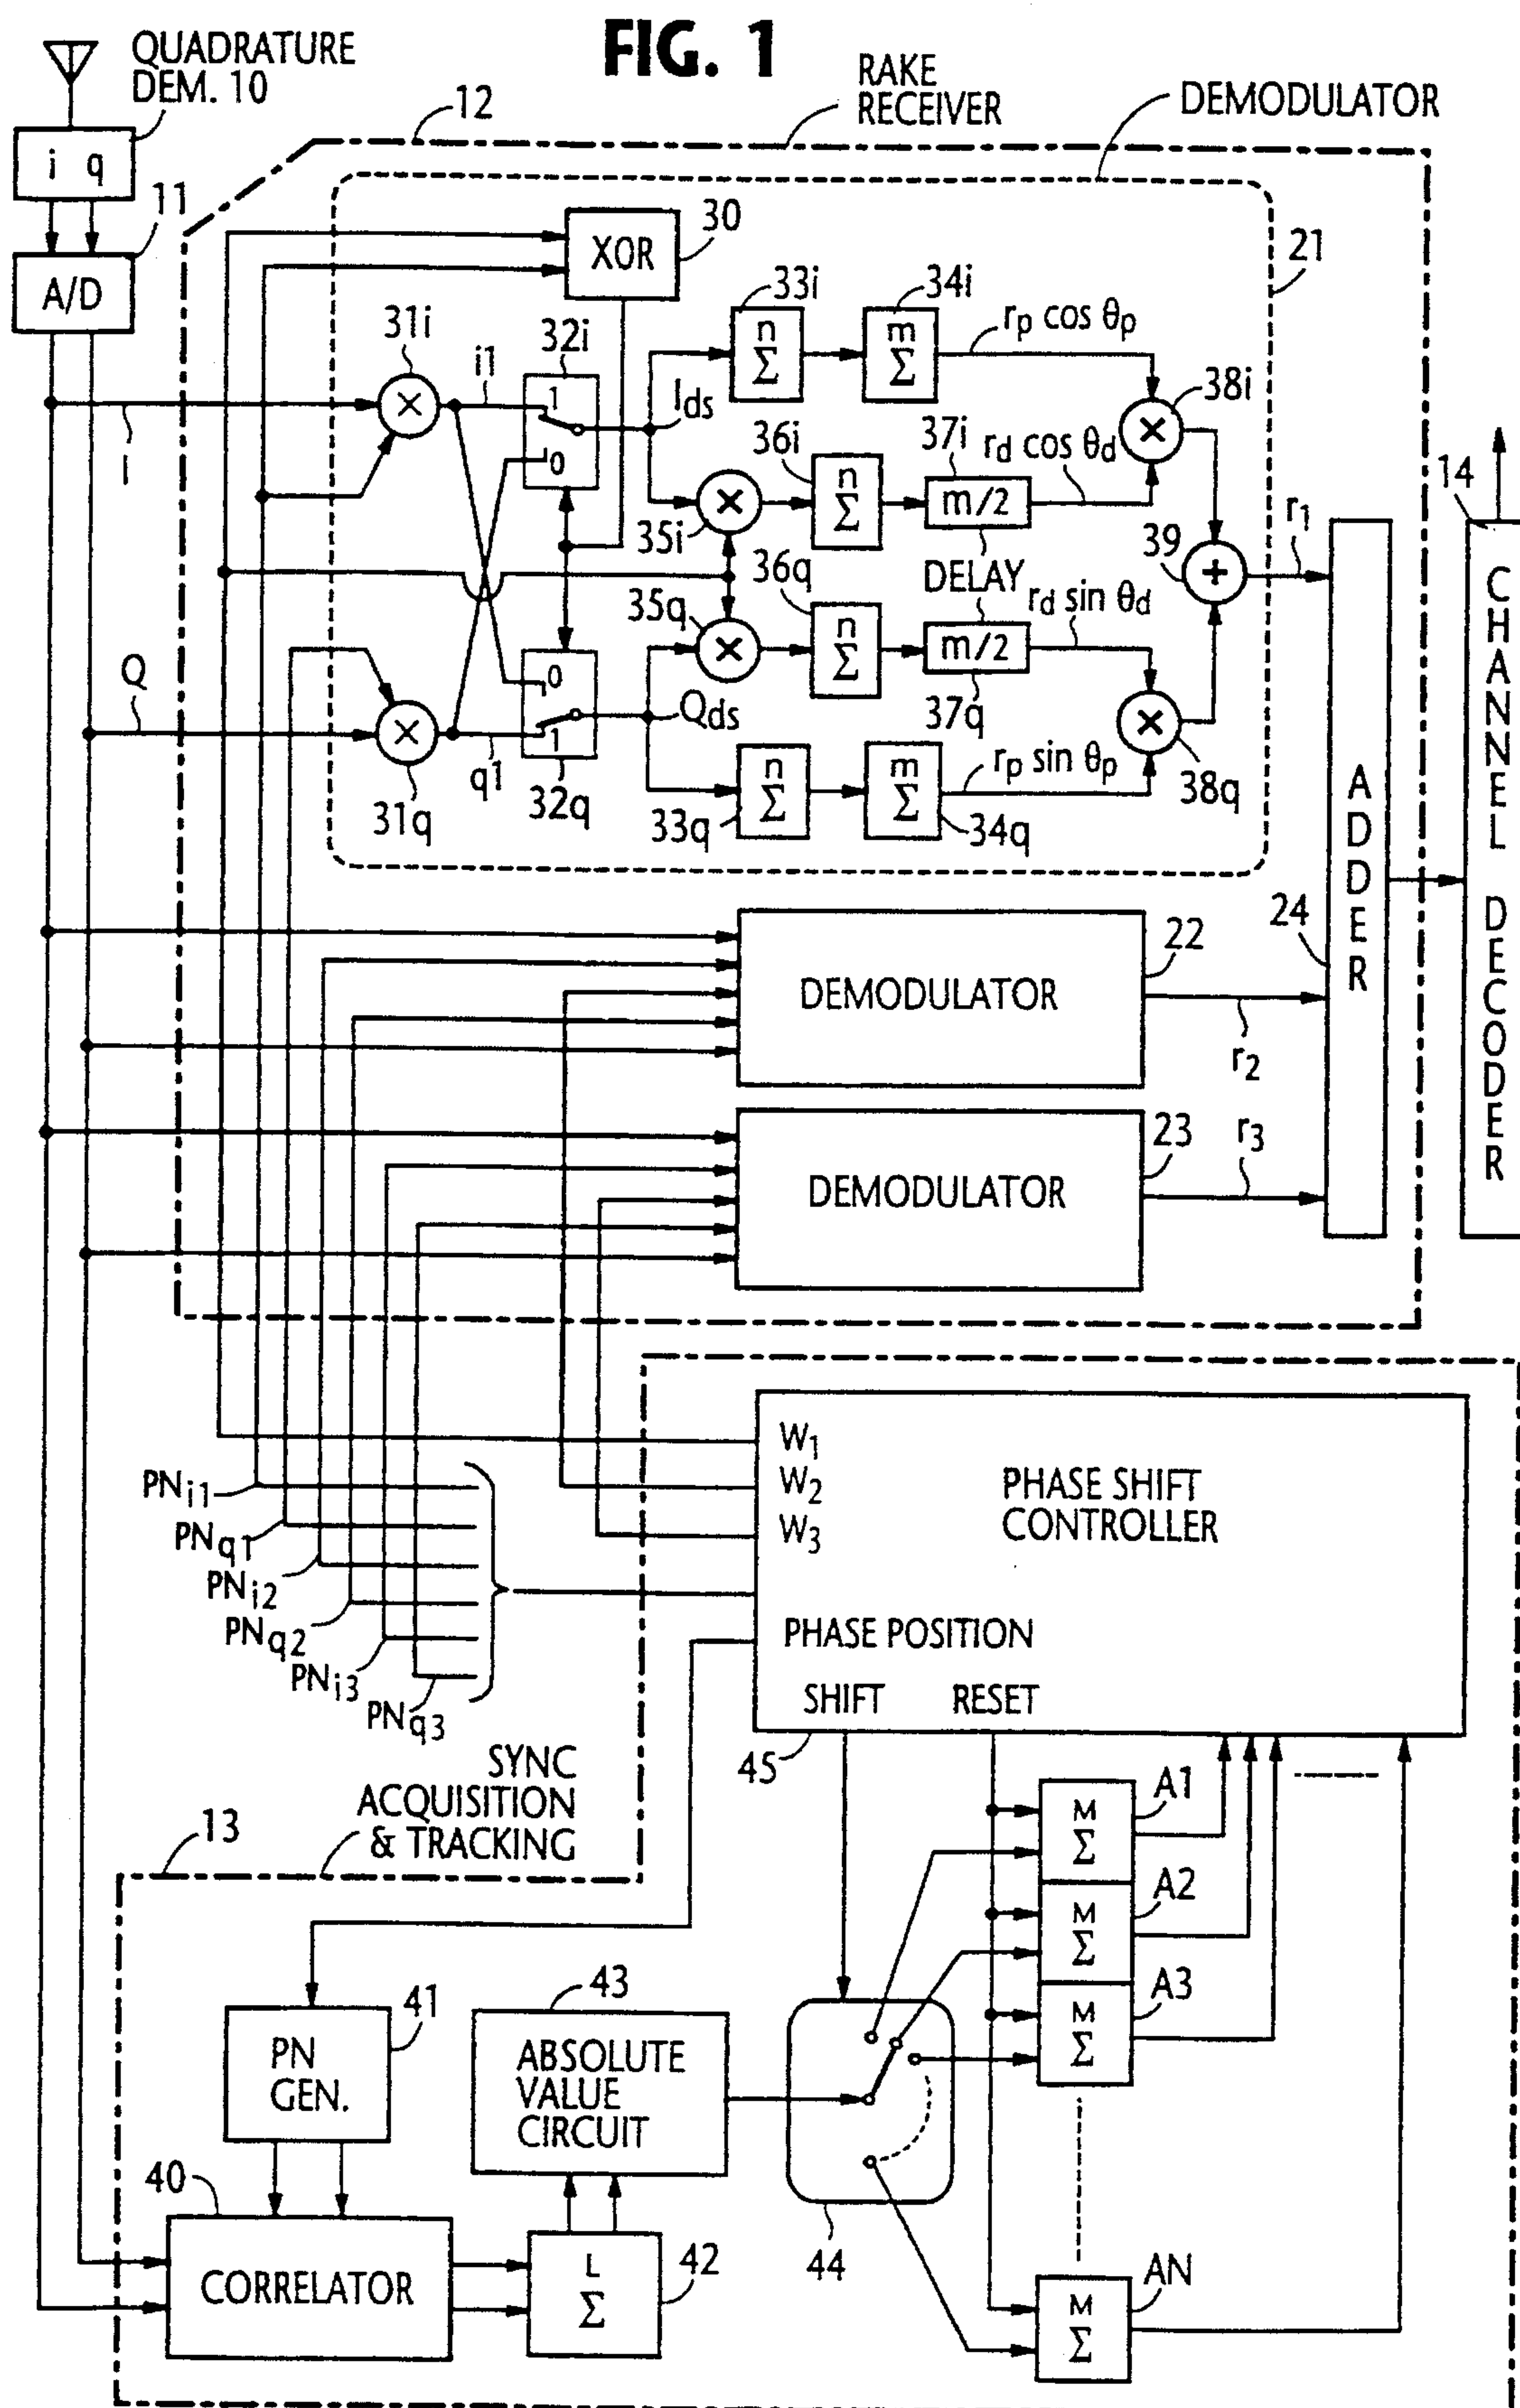 FIG. 1
QUADRATURE
DEM. 10
i q
11
A/D
12
RAKE
RECEIVER
DEMODULATOR
21
XOR
30
31i
i1
32i
1
0
I
Ids
33i
n
Σ
34i
m
Σ
rp cos θp
38i
×
×
35i
×
36i
n
Σ
37i
m/2
rd cos θd
DELAY
39
+
r1
35q
×
36q
n
Σ
m/2
37q
rd sin θd
Q
31q
×
q1
32q
0
1
Qds
33q
n
Σ
34q
m
Σ
rp sin θp
×
38q
ADDER
24
14
CHANNEL DECODER
DEMODULATOR
22
r2
DEMODULATOR
23
r3
W1
W2
W3
PHASE SHIFT
CONTROLLER
PNi1
PNq1
PNi2
PNq2
PNi3
PNq3
PHASE POSITION
SHIFT
RESET
45
SYNC
ACQUISITION
& TRACKING
13
M
Σ
A1
M
Σ
A2
M
Σ
A3
M
Σ
AN
PN
GEN.
41
43
ABSOLUTE
VALUE
CIRCUIT
44
40
CORRELATOR
L
Σ
42